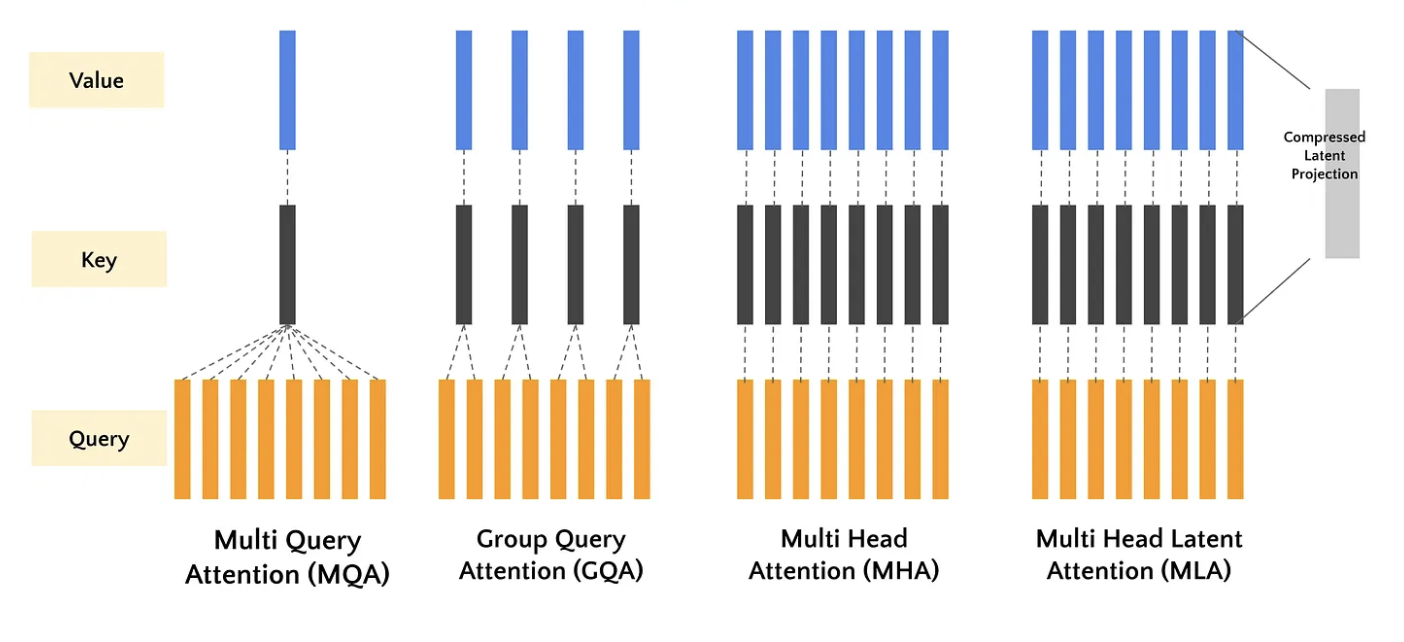 Value
Compressed
Latent
Projection
Key
Query
Multi Query
Attention (MQA)
Group Query
Attention (GQA)
Multi Head
Attention (MHA)
Multi Head Latent
Attention (MLA)